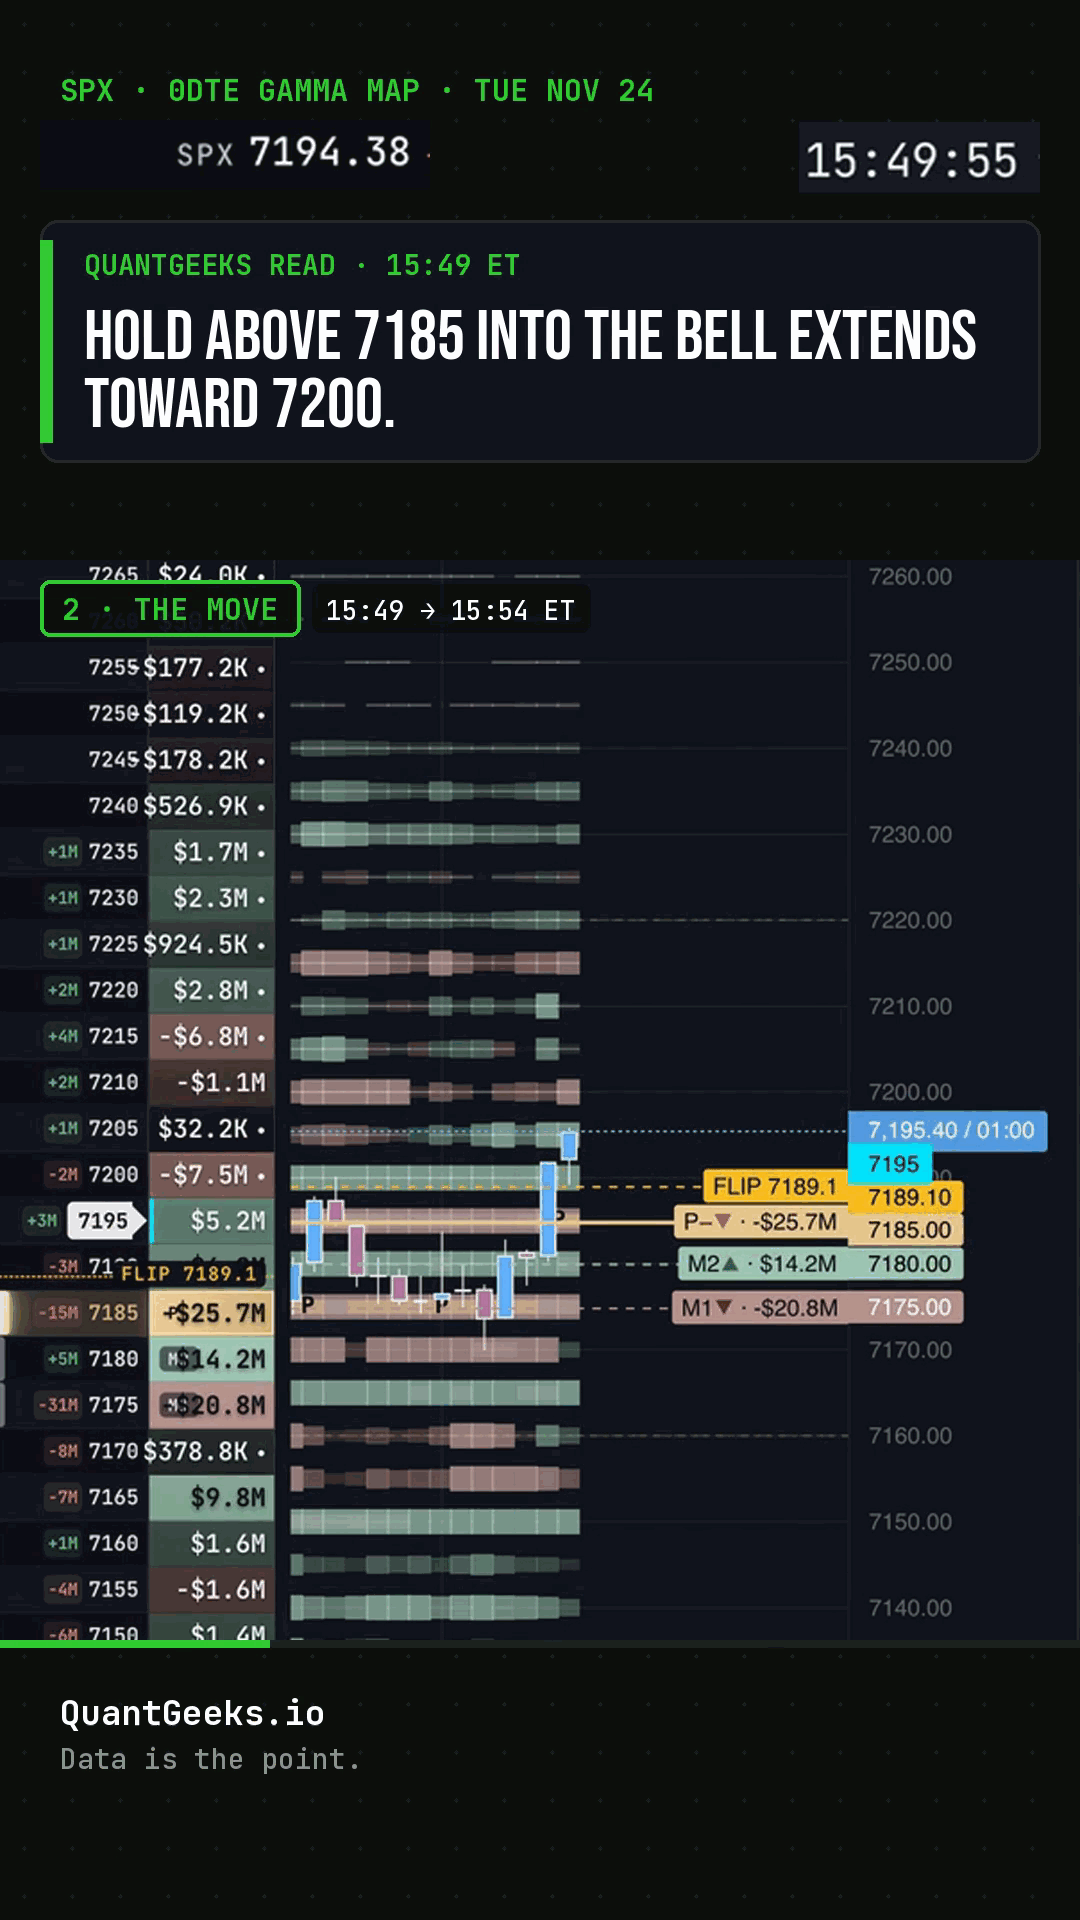 SPX · 0DTE GAMMA MAP · TUE NOV 24
SPX 7194.38
15:49:55
QUANTGEEKS READ · 15:49 ET
HOLD ABOVE 7185 INTO THE BELL EXTENDS
TOWARD 7200.
7265 $24.0K •
2 · THE MOVE
15:49 → 15:54 ET
7255 $177.2K •
7250 $119.2K •
7245 $178.2K •
7240 $526.9K •
+1M 7235 $1.7M •
+1M 7230 $2.3M •
+1M 7225 $924.5K •
+2M 7220 $2.8M •
+4M 7215 -$6.8M •
+2M 7210 -$1.1M
+1M 7205 $32.2K •
-2M 7200 -$7.5M •
+3M 7195 $5.2M
-3M
FLIP 7189.1
-15M 7185 $25.7M
+5M 7180 $14.2M
-31M 7175 $20.8M
-8M 7170 $378.8K •
-7M 7165 $9.8M
+1M 7160 $1.6M
-4M 7155 -$1.6M
-6M 7150 $1.4M
P
P
7260.00
7250.00
7240.00
7230.00
7220.00
7210.00
7200.00
7,195.40 / 01:00
7195
FLIP 7189.1 7189.10
P–▼ · -$25.7M 7185.00
M2▲ · $14.2M 7180.00
M1▼ · -$20.8M 7175.00
7170.00
7160.00
7150.00
7140.00
QuantGeeks.io
Data is the point.